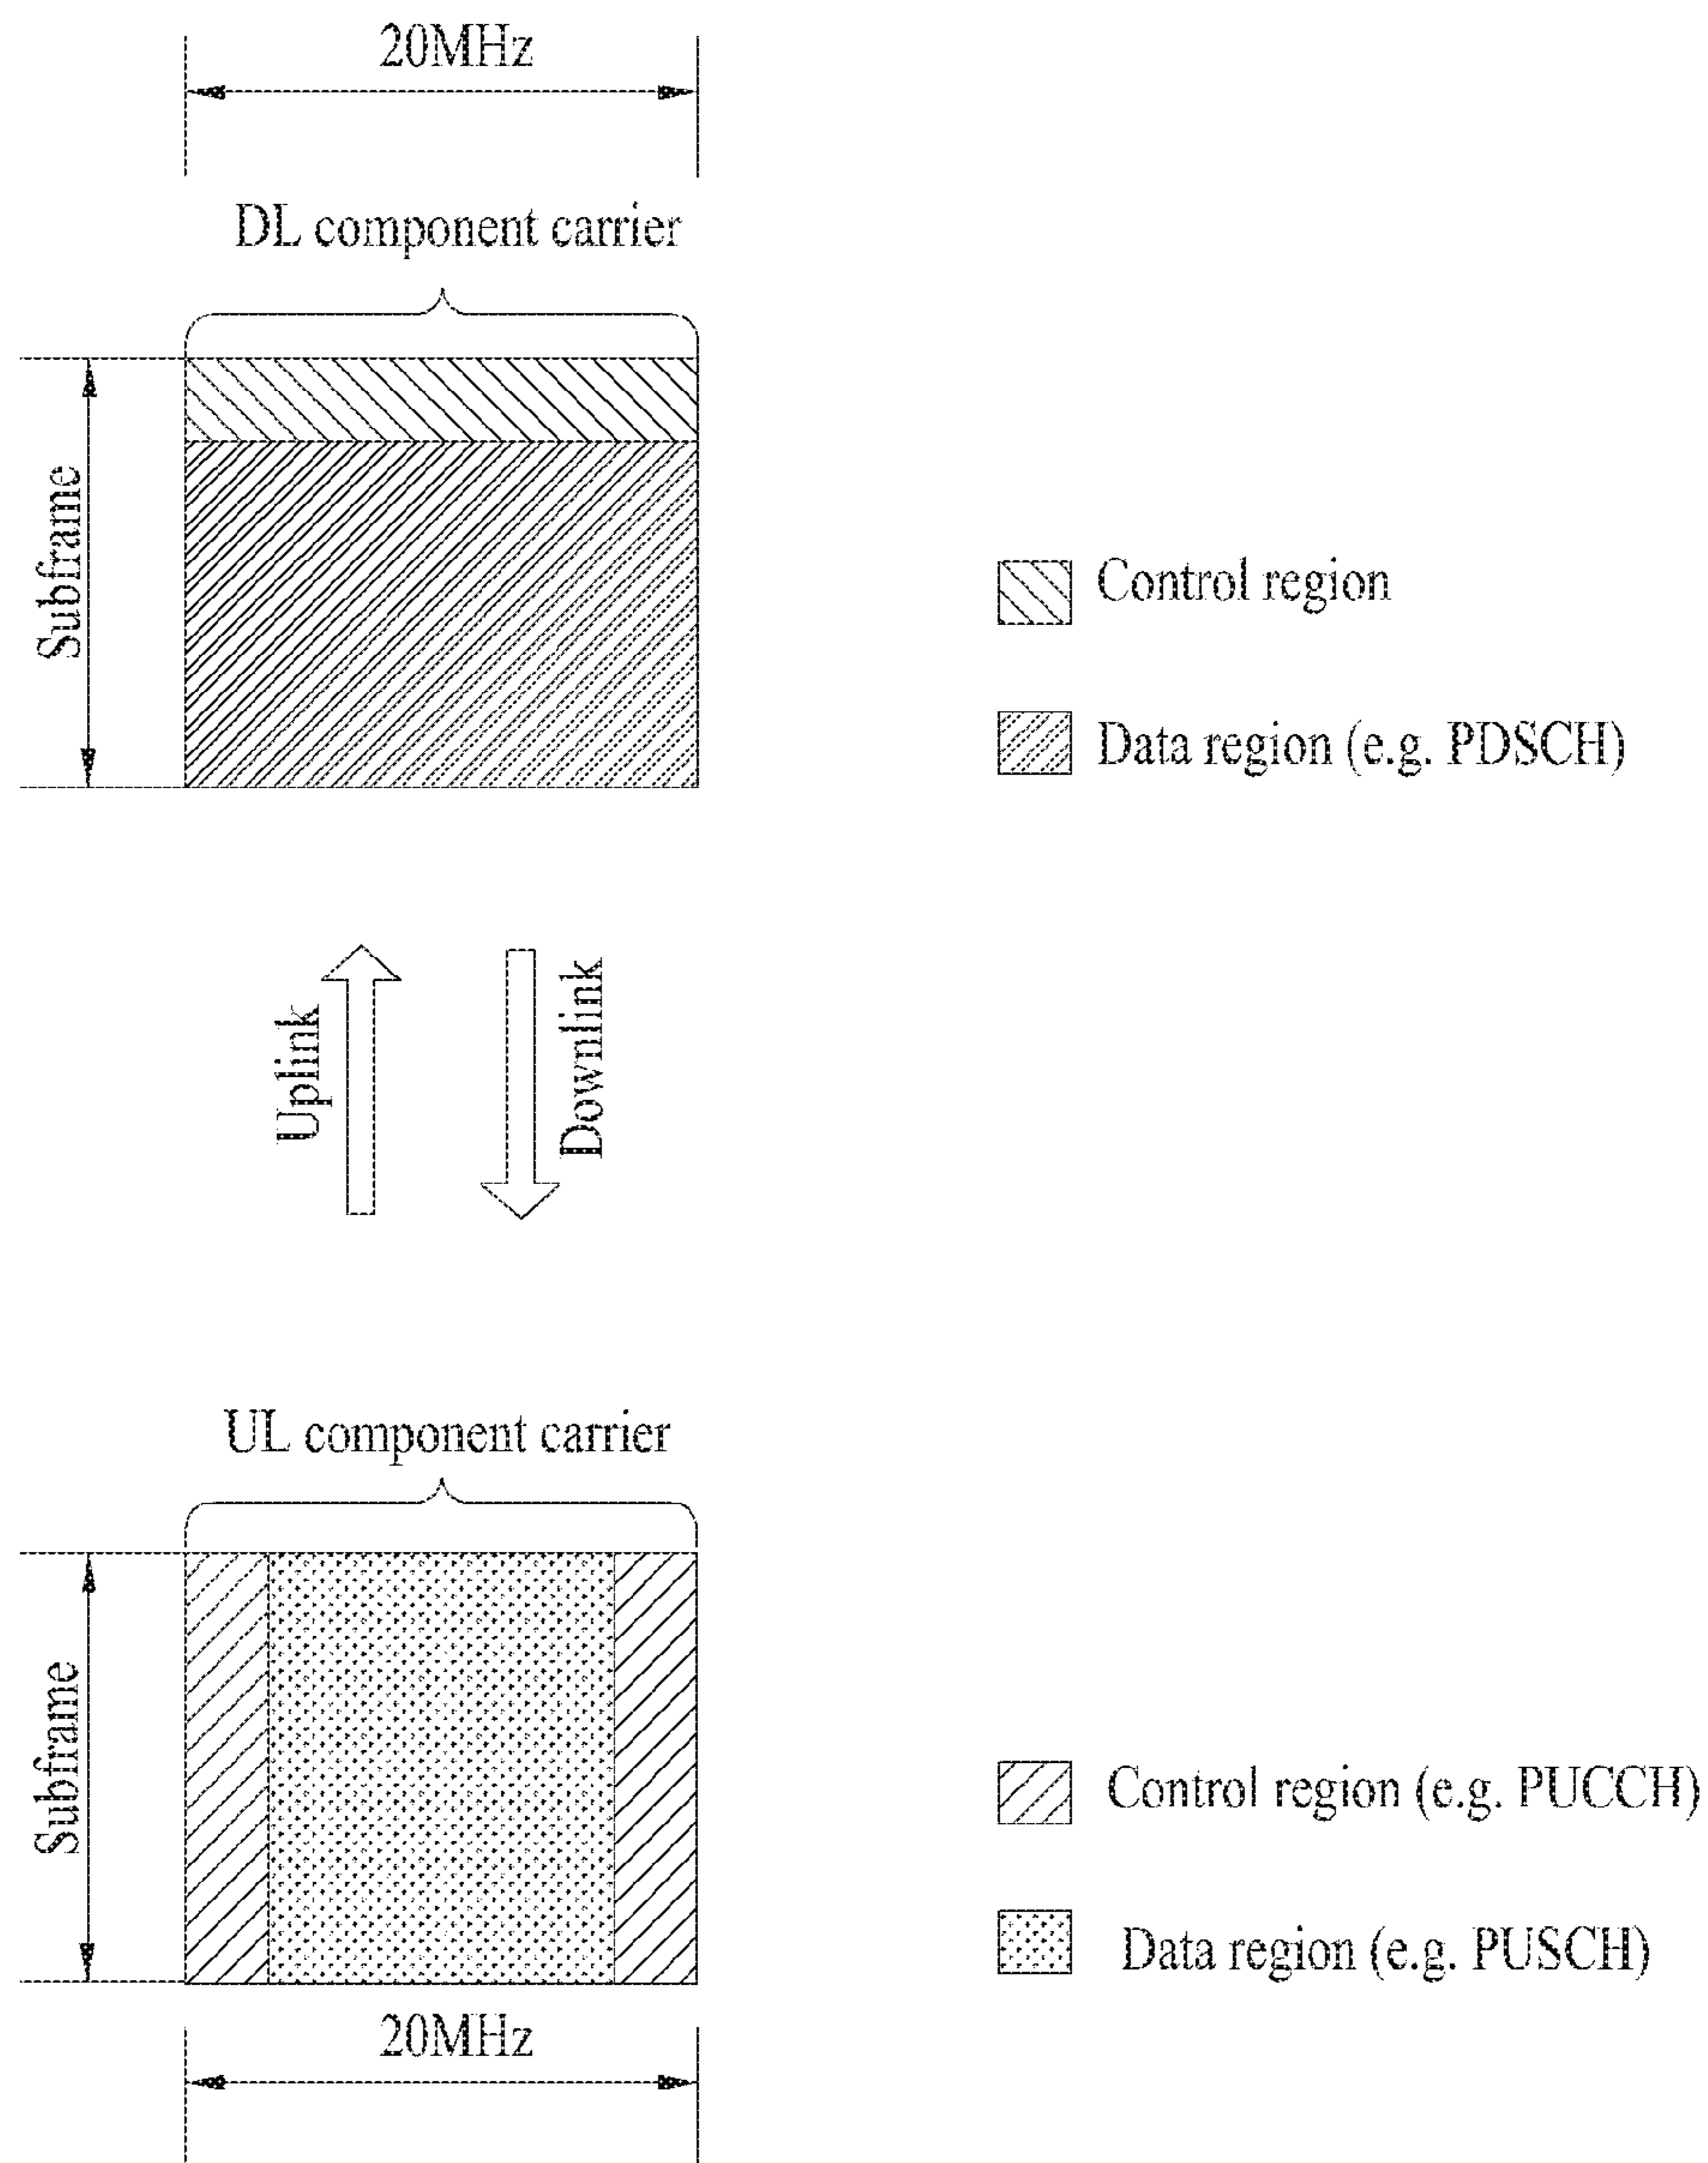 20MHz
DL component carrier
Subframe
Control region
Data region (e.g. PDSCH)
Uplink
Downlink
UL component carrier
Subframe
Control region (e.g. PUCCH)
Data region (e.g. PUSCH)
20MHz